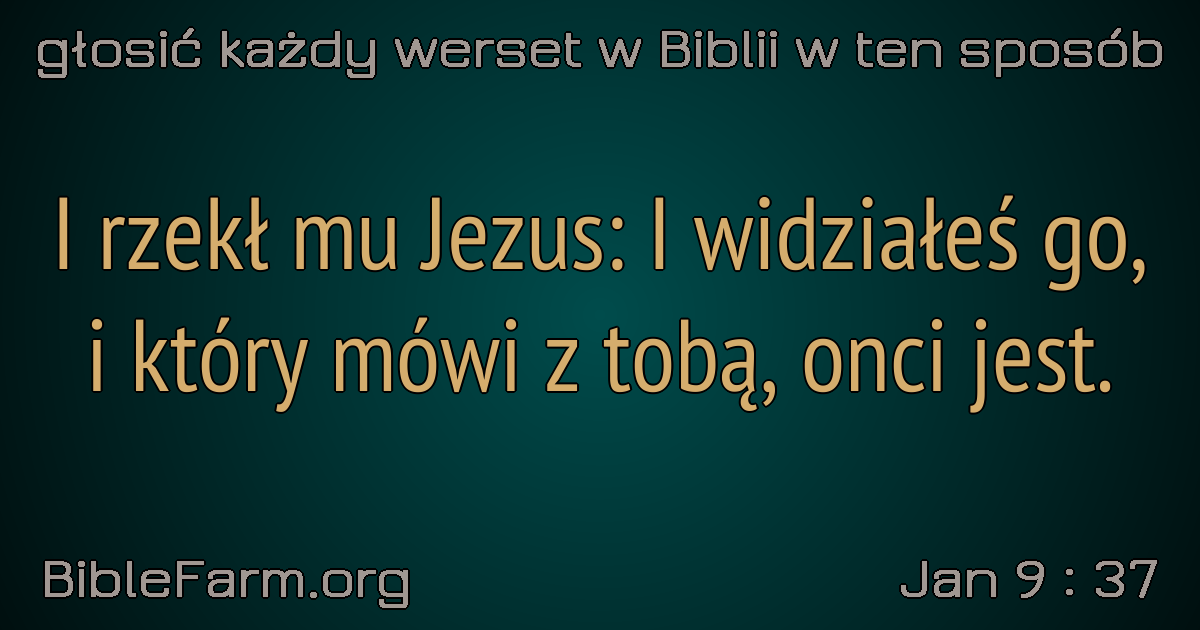 głosić każdy werset w Biblii w ten sposób
I rzekł mu Jezus: I widziałeś go,
i który mówi z tobą, onci jest.
BibleFarm.org
Jan 9 : 37